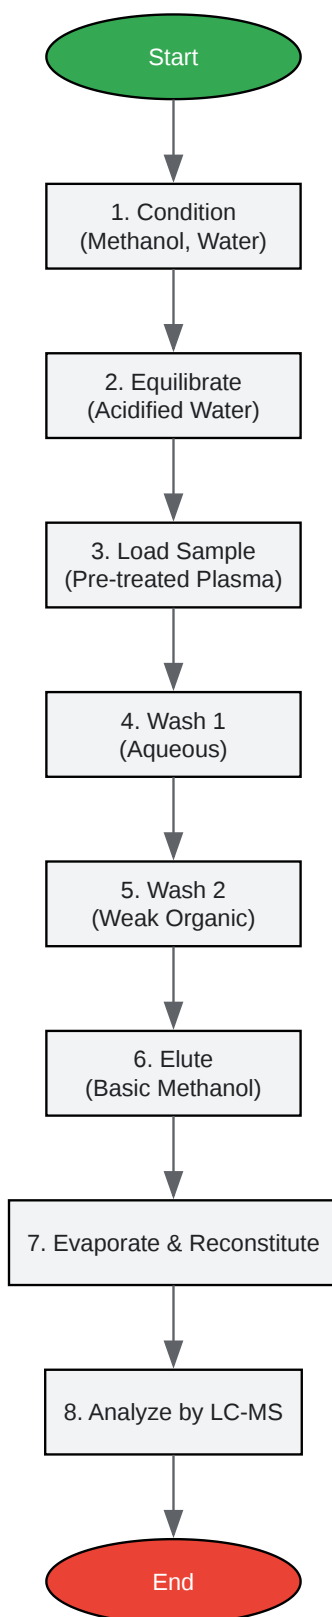 Start
1. Condition
(Methanol, Water)
2. Equilibrate
(Acidified Water)
3. Load Sample
(Pre-treated Plasma)
4. Wash 1
(Aqueous)
5. Wash 2
(Weak Organic)
6. Elute
(Basic Methanol)
7. Evaporate & Reconstitute
8. Analyze by LC-MS
End